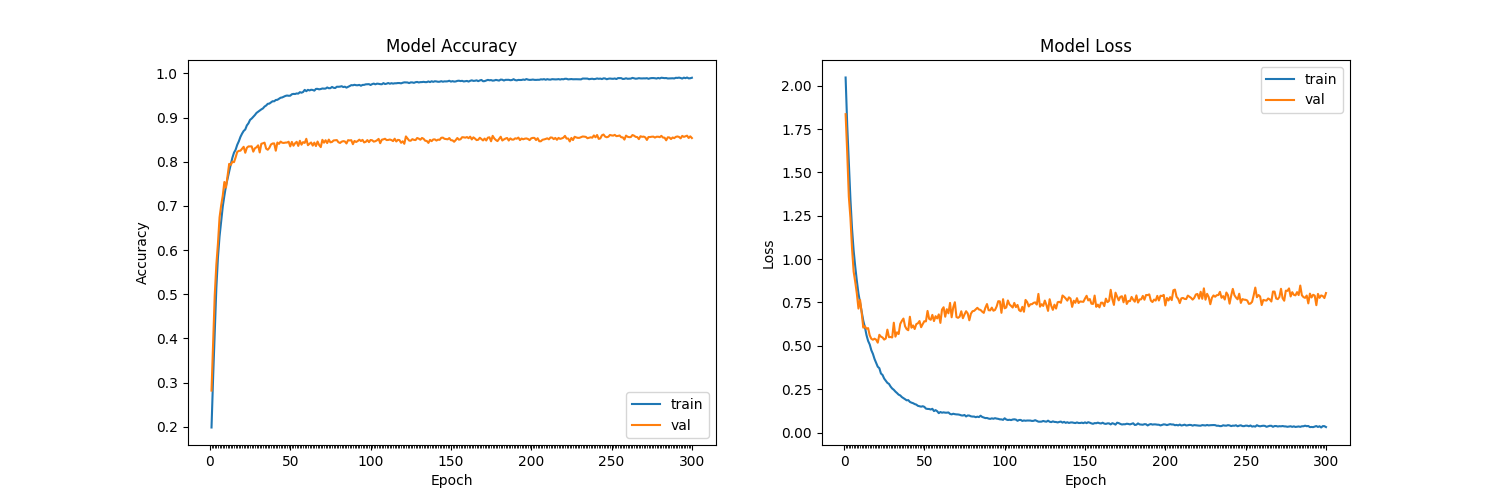 Model Accuracy
1.0
0.9
0.8
0.7
0.6
0.5
0.4
0.3
0.2
Accuracy
0 50 100 150 200 250 300
Epoch
train
val
Model Loss
2.00
1.75
1.50
1.25
1.00
0.75
0.50
0.25
0.00
Loss
0 50 100 150 200 250 300
Epoch
train
val